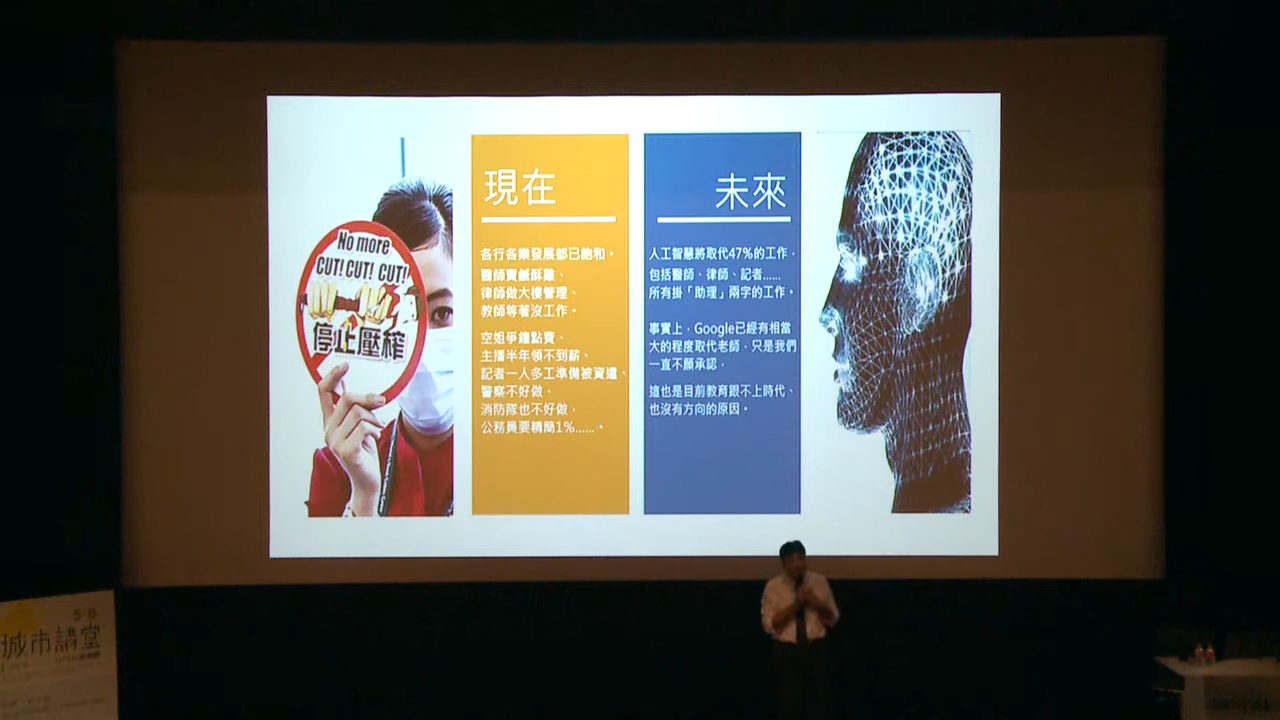 No more
CUT! CUT! CUT!
停止壓榨
現在
各行各業發展都已飽和。
醫師賣鹹酥雞、
律師做大樓管理、
教師等著沒工作。
空姐爭鐘點費、
主播半年領不到薪、
記者一人多工準備被資遣、
警察不好做、
消防隊也不好做，
公務員要精簡1%......。
未來
人工智慧將取代47%的工作，
包括醫師、律師、記者......
所有掛「助理」兩字的工作。
事實上，Google已經有相當
大的程度取代老師，只是我們
一直不願承認，
這也是目前教育跟不上時代、
也沒有方向的原因。
城市講堂